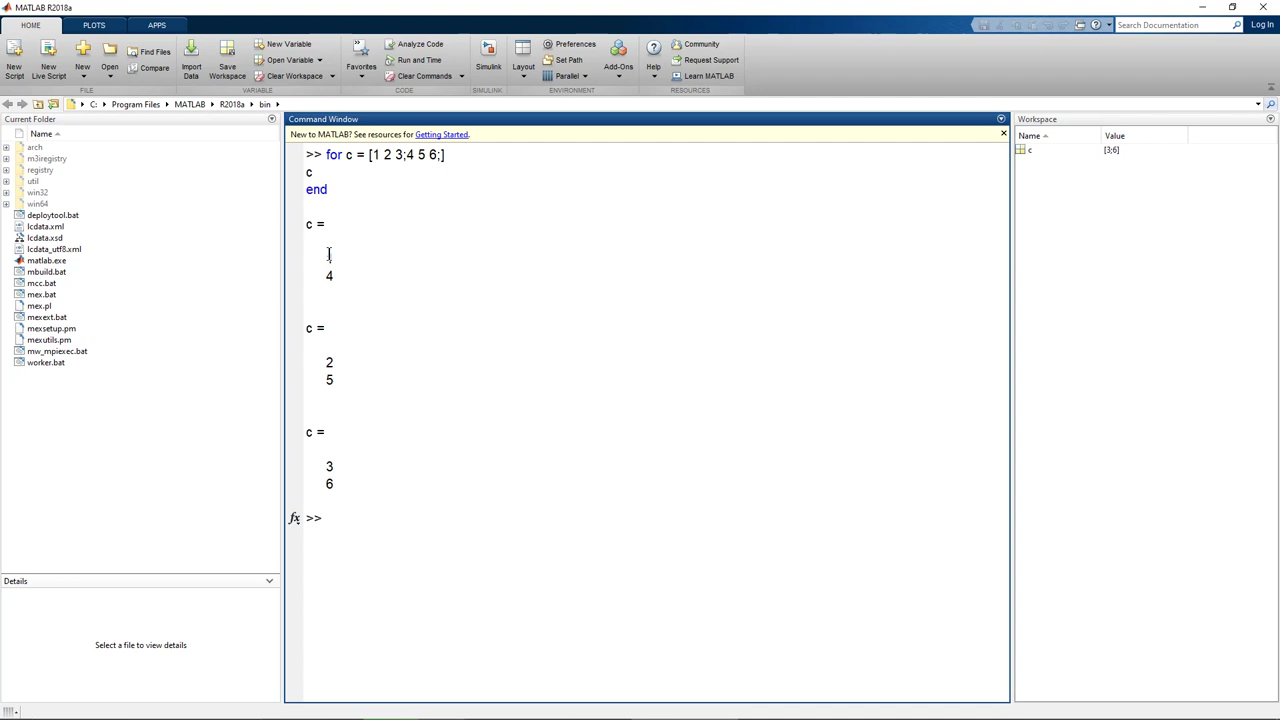 MATLAB R2018a
HOME PLOTS APPS
Search Documentation
Log In
New Script
New Live Script
New
Open
Find Files
Compare
Import Data
Save Workspace
New Variable
Open Variable
Clear Workspace
Favorites
Analyze Code
Run and Time
Clear Commands
Simulink
Layout
Preferences
Set Path
Parallel
Add-Ons
Help
Community
Request Support
Learn MATLAB
FILE VARIABLE CODE SIMULINK ENVIRONMENT RESOURCES
C: Program Files MATLAB R2018a bin
Current Folder
Name
arch
m3iregistry
registry
util
win32
win64
deploytool.bat
lcdata.xml
lcdata.xsd
lcdata_utf8.xml
matlab.exe
mbuild.bat
mcc.bat
mex.bat
mex.pl
mexext.bat
mexsetup.pm
mexutils.pm
mw_mpiexec.bat
worker.bat
Details
Select a file to view details
Command Window
New to MATLAB? See resources for Getting Started.
>> for c = [1 2 3;4 5 6;]
c
end
c =
4
c =
2
5
c =
3
6
fx >>
Workspace
Name Value
c [3;6]